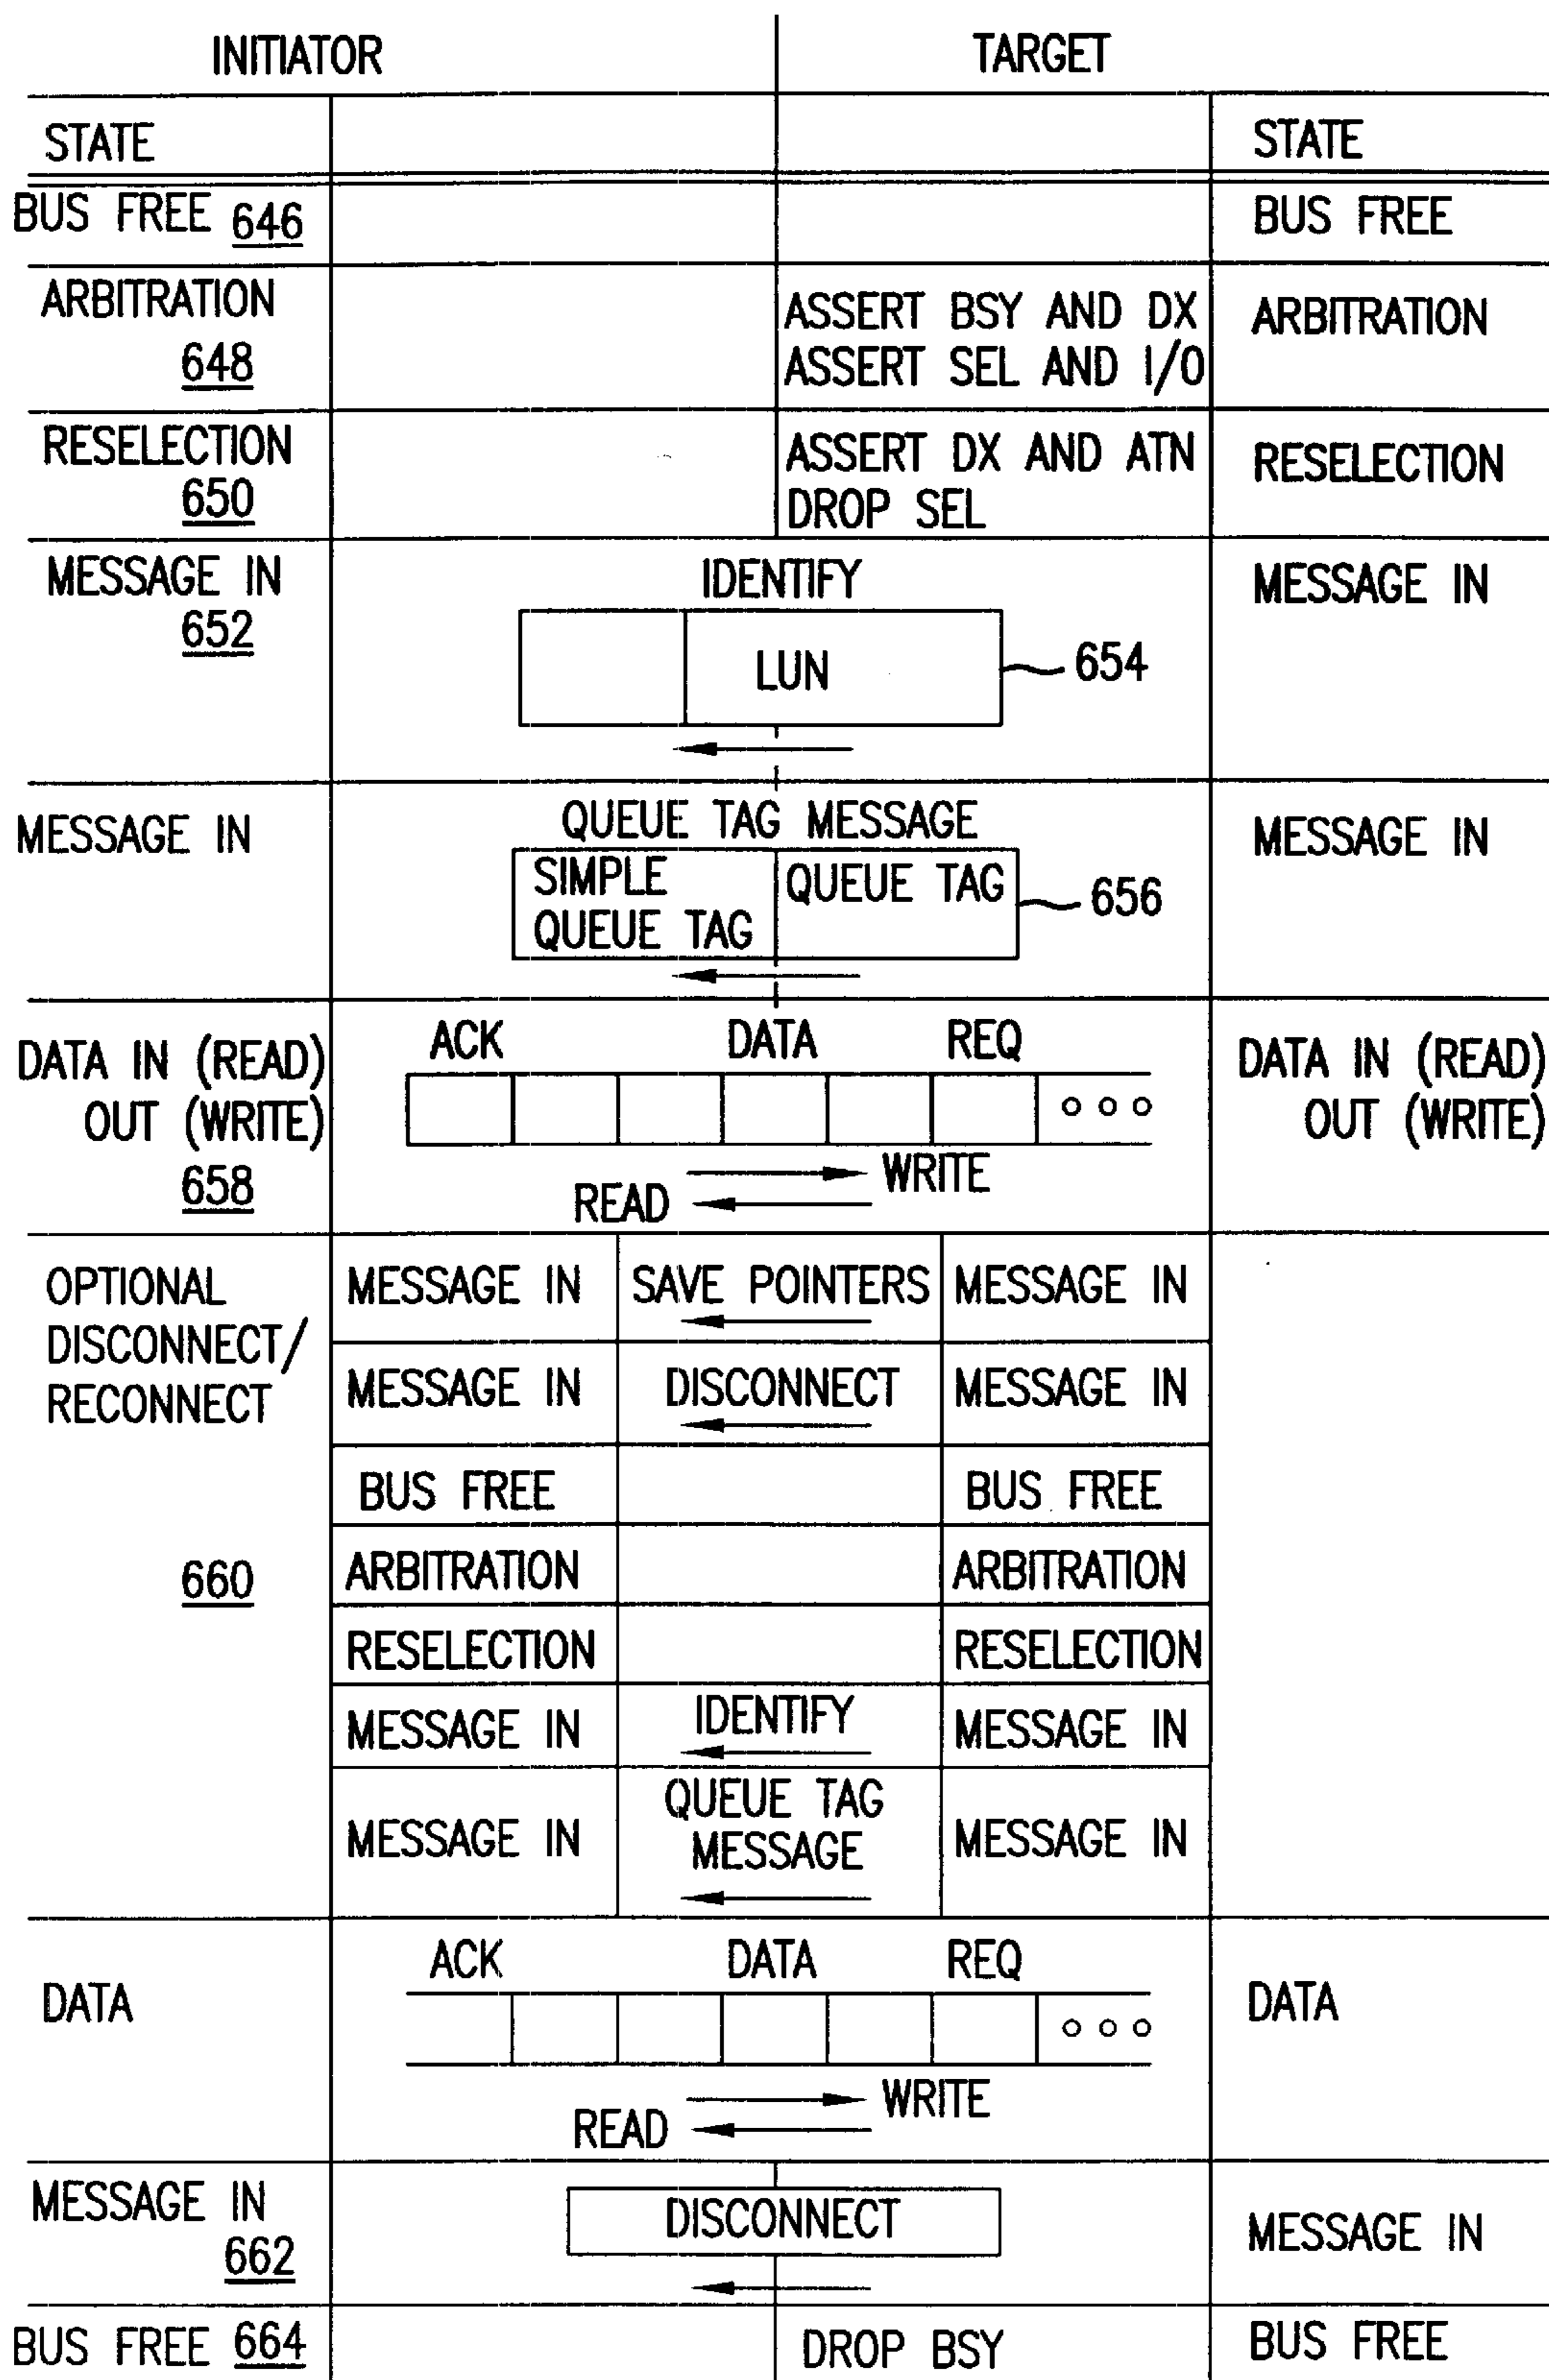 INITIATOR TARGET
STATE STATE
BUS FREE 646 BUS FREE
ARBITRATION ASSERT BSY AND DX ARBITRATION
648 ASSERT SEL AND I/O
RESELECTION ASSERT DX AND ATN RESELECTION
650 DROP SEL
MESSAGE IN IDENTIFY MESSAGE IN
652 LUN 654
MESSAGE IN QUEUE TAG MESSAGE MESSAGE IN
SIMPLE QUEUE TAG 656
QUEUE TAG
ACK DATA REQ
DATA IN (READ) DATA IN (READ)
OUT (WRITE) OUT (WRITE)
658 WRITE
READ
OPTIONAL MESSAGE IN SAVE POINTERS MESSAGE IN
DISCONNECT/
RECONNECT MESSAGE IN DISCONNECT MESSAGE IN
BUS FREE BUS FREE
660 ARBITRATION ARBITRATION
RESELECTION RESELECTION
MESSAGE IN IDENTIFY MESSAGE IN
QUEUE TAG
MESSAGE IN MESSAGE MESSAGE IN
ACK DATA REQ
DATA DATA
WRITE
READ
MESSAGE IN DISCONNECT MESSAGE IN
662
BUS FREE 664 DROP BSY BUS FREE